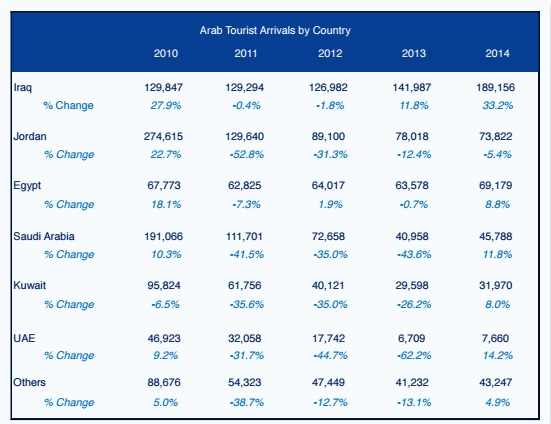 Arab Tourist Arrivals by Country
2010 2011 2012 2013 2014
Iraq 129,847 129,294 126,982 141,987 189,156
% Change 27.9% -0.4% -1.8% 11.8% 33.2%
Jordan 274,615 129,640 89,100 78,018 73,822
% Change 22.7% -52.8% -31.3% -12.4% -5.4%
Egypt 67,773 62,825 64,017 63,578 69,179
% Change 18.1% -7.3% 1.9% -0.7% 8.8%
Saudi Arabia 191,066 111,701 72,658 40,958 45,788
% Change 10.3% -41.5% -35.0% -43.6% 11.8%
Kuwait 95,824 61,756 40,121 29,598 31,970
% Change -6.5% -35.6% -35.0% -26.2% 8.0%
UAE 46,923 32,058 17,742 6,709 7,660
% Change 9.2% -31.7% -44.7% -62.2% 14.2%
Others 88,676 54,323 47,449 41,232 43,247
% Change 5.0% -38.7% -12.7% -13.1% 4.9%